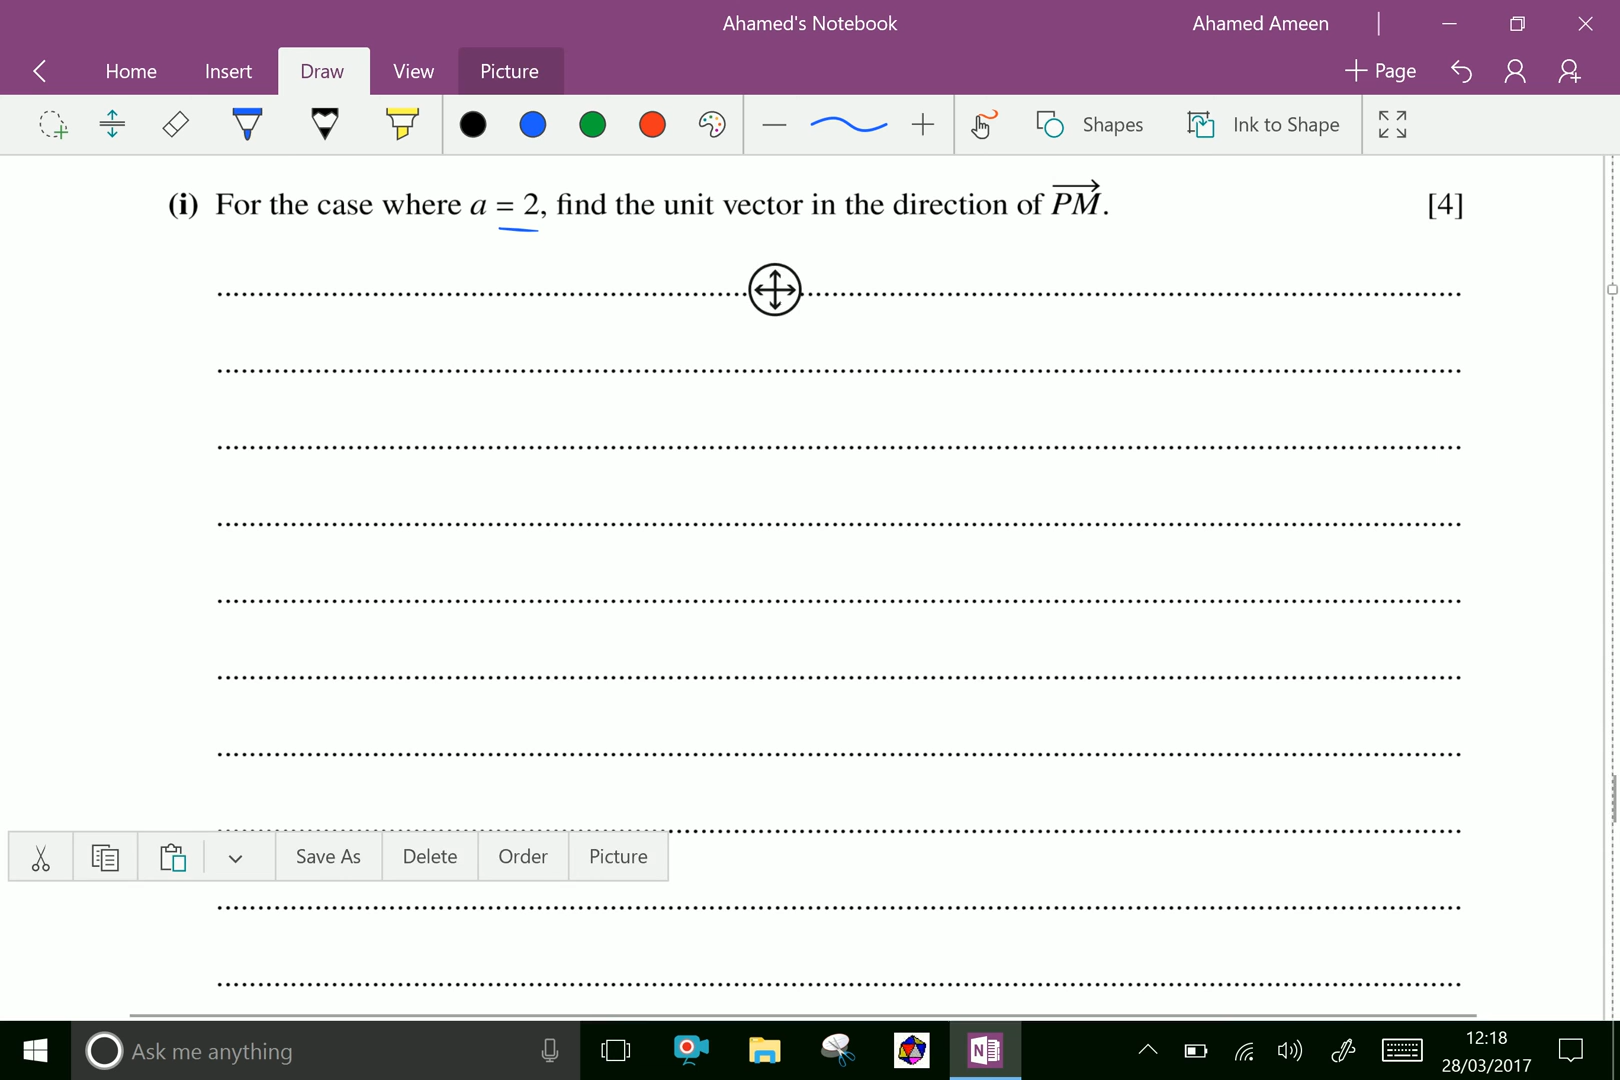 Ahamed's Notebook
Ahamed Ameen
Home
Insert
Draw
View
Picture
Page
Shapes
Ink to Shape
(i) For the case where a = 2, find the unit vector in the direction of \overrightarrow{PM}. [4]
Save As
Delete
Order
Picture
Ask me anything
N
12:18
28/03/2017